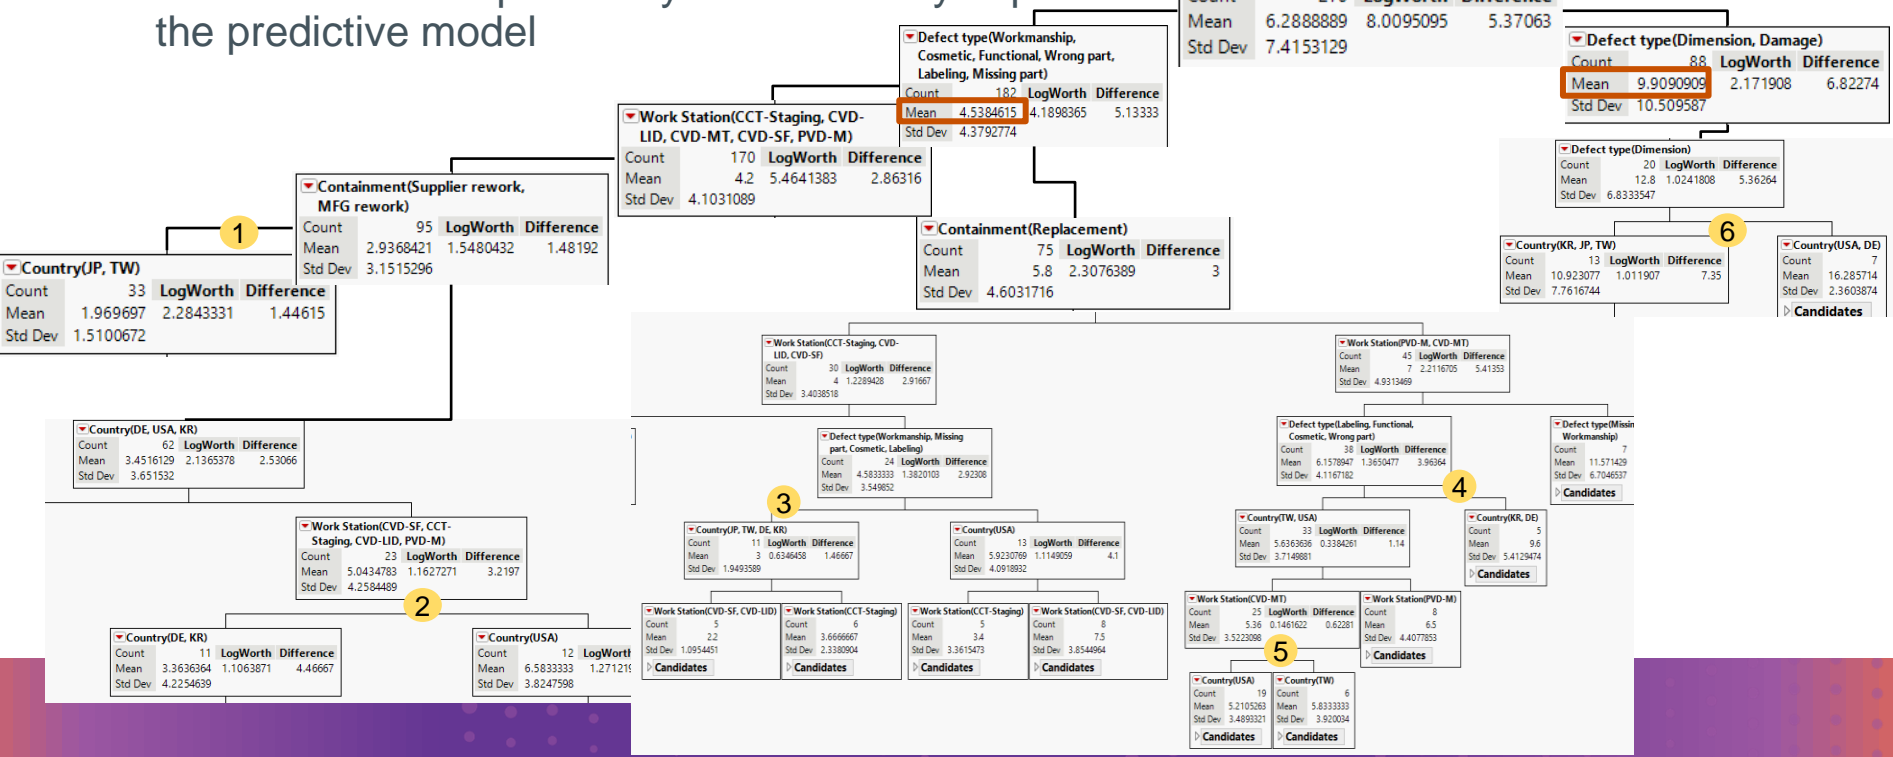 the predictive model
Mean 6.2888889 8.0095095 5.37063
Std Dev 7.4153129
Defect type(Workmanship,
Cosmetic, Functional, Wrong part,
Labeling, Missing part)
Count 182 LogWorth Difference
Mean 4.5384615 4.1898365 5.13333
Std Dev 4.3792774
Defect type(Dimension, Damage)
Count 88 LogWorth Difference
Mean 9.9090909 2.171908 6.82274
Std Dev 10.509587
Work Station(CCT-Staging, CVD-
LID, CVD-MT, CVD-SF, PVD-M)
Count 170 LogWorth Difference
Mean 4.2 5.4641383 2.86316
Std Dev 4.1031089
Defect type(Dimension)
Count 20 LogWorth Difference
Mean 12.8 1.0241808 5.36264
Std Dev 6.8333547
Containment(Supplier rework,
MFG rework)
Count 95 LogWorth Difference
Mean 2.9368421 1.5480432 1.48192
Std Dev 3.1515296
1
Country(JP, TW)
Count 33 LogWorth Difference
Mean 1.969697 2.2843331 1.44615
Std Dev 1.5100672
Containment(Replacement)
Count 75 LogWorth Difference
Mean 5.8 2.3076389 3
Std Dev 4.6031716
6
Country(KR, JP, TW)
Count 13 LogWorth Difference
Mean 10.923077 1.011907 7.35
Std Dev 7.7616744
Country(USA, DE)
Count 7
Mean 16.285714
Std Dev 2.3603874
Candidates
Work Station(CCT-Staging, CVD-
LID, CVD-SF)
Count 30 LogWorth Difference
Mean 4 1.2289428 2.91667
Std Dev 3.4038518
Work Station(PVD-M, CVD-MT)
Count 45 LogWorth Difference
Mean 7 2.2116705 5.41353
Std Dev 4.9313469
Country(DE, USA, KR)
Count 62 LogWorth Difference
Mean 3.4516129 2.1365378 2.53066
Std Dev 3.651532
Defect type(Workmanship, Missing
part, Cosmetic, Labeling)
Count 24 LogWorth Difference
Mean 4.5833333 1.3820103 2.92308
Std Dev 3.549852
Defect type(Labeling, Functional,
Cosmetic, Wrong part)
Count 38 LogWorth Difference
Mean 6.1578947 1.3650477 3.96364
Std Dev 4.1167182
Defect type(Missin
Workmanship)
Count 7
Mean 11.571429
Std Dev 6.7046537
Candidates
3
4
Work Station(CVD-SF, CCT-
Staging, CVD-LID, PVD-M)
Count 23 LogWorth Difference
Mean 5.0434783 1.1627271 3.2197
Std Dev 4.2584489
2
Country(JP, TW, DE, KR)
Count 11 LogWorth Difference
Mean 3 0.6346458 1.46667
Std Dev 1.9493589
Country(USA)
Count 13 LogWorth Difference
Mean 5.9230769 1.1149059 4.1
Std Dev 4.0918932
Country(TW, USA)
Count 33 LogWorth Difference
Mean 5.6363636 0.3384261 1.14
Std Dev 3.7149881
Country(KR, DE)
Count 5
Mean 9.6
Std Dev 5.4129474
Candidates
Country(DE, KR)
Count 11 LogWorth Difference
Mean 3.3636364 1.1063871 4.46667
Std Dev 4.2254639
Country(USA)
Count 12 LogWorth
Mean 6.5833333 1.271219
Std Dev 3.8247598
Work Station(CVD-SF, CVD-LID)
Count 5
Mean 2.2
Std Dev 1.0954451
Candidates
Work Station(CCT-Staging)
Count 6
Mean 3.6666667
Std Dev 2.3380904
Candidates
Work Station(CCT-Staging)
Count 5
Mean 3.4
Std Dev 3.3615473
Candidates
Work Station(CVD-SF, CVD-LID)
Count 8
Mean 7.5
Std Dev 3.8544964
Candidates
Work Station(CVD-MT)
Count 25 LogWorth Difference
Mean 5.36 0.1461622 0.62281
Std Dev 3.5223098
Work Station(PVD-M)
Count 8
Mean 6.5
Std Dev 4.4077853
Candidates
5
Country(USA)
Count 19
Mean 5.2105263
Std Dev 3.4893321
Candidates
Country(TW)
Count 6
Mean 5.8333333
Std Dev 3.920034
Candidates